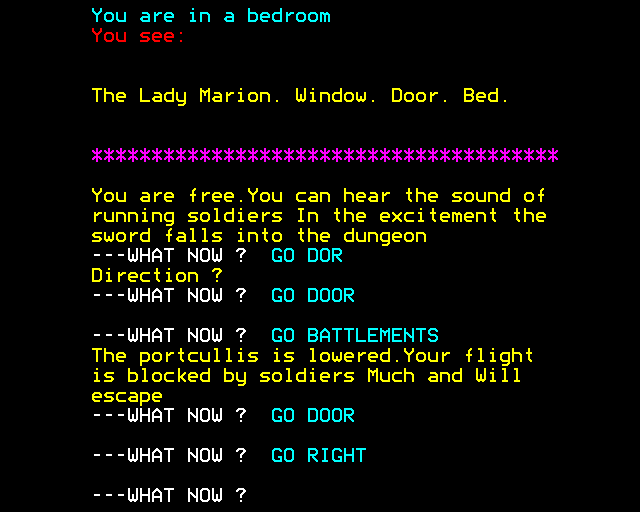 You are in a bedroom
You see:
The Lady Marion. Window. Door. Bed.
***************************************
You are free.You can hear the sound of
running soldiers In the excitement the
sword falls into the dungeon
---WHAT NOW ?  GO DOR
Direction ?
---WHAT NOW ?  GO DOOR
---WHAT NOW ?  GO BATTLEMENTS
The portcullis is lowered.Your flight
is blocked by soldiers Much and Will
escape
---WHAT NOW ?  GO DOOR
---WHAT NOW ?  GO RIGHT
---WHAT NOW ?